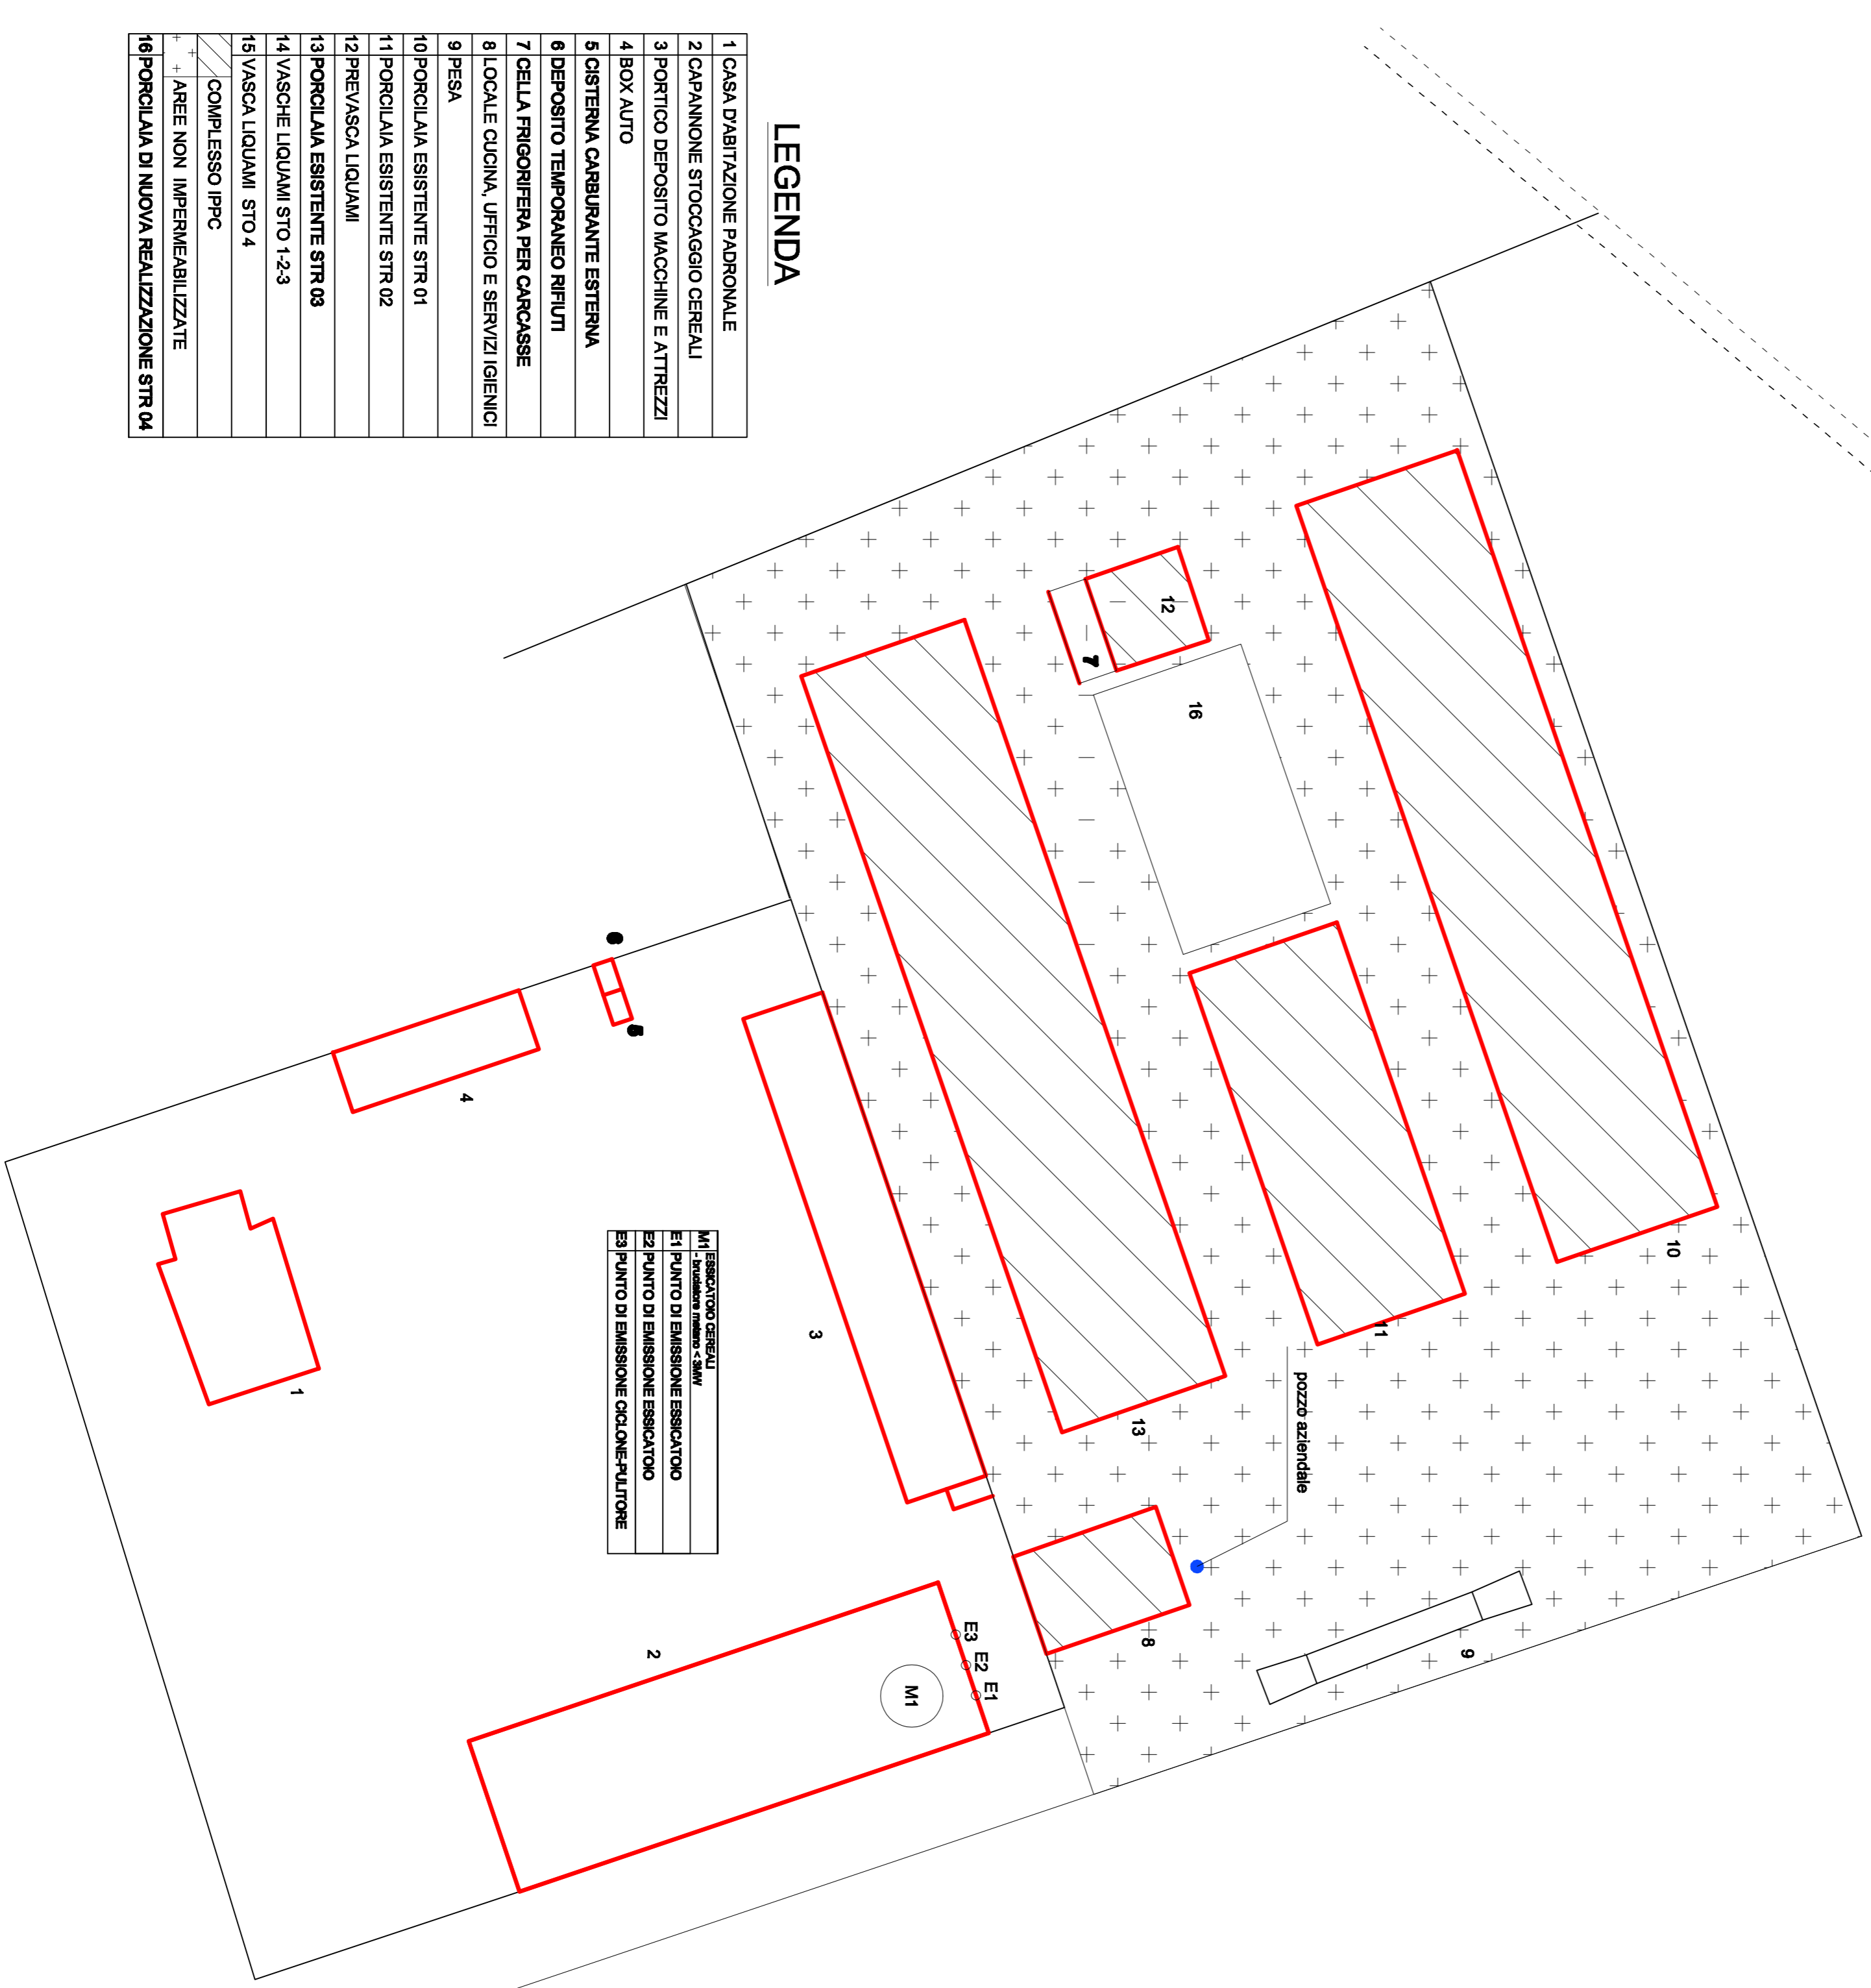 LEGENDA
1 CASA D'ABITAZIONE PADRONALE
2 CAPANNONE STOCCAGGIO CEREALI
3 PORTICO DEPOSITO MACCHINE E ATTREZZI
4 BOX AUTO
5 CISTERNA CARBURANTE ESTERNA
6 DEPOSITO TEMPORANEO RIFIUTI
7 CELLA FRIGORIFERA PER CARCASSE
8 LOCALE CUCINA, UFFICIO E SERVIZI IGIENICI
9 PESA
10 PORCILAIA ESISTENTE STR 01
11 PORCILAIA ESISTENTE STR 02
12 PREVASCA LIQUAMI
13 PORCILAIA ESISTENTE STR 03
14 VASCHE LIQUAMI STO 1-2-3
15 VASCA LIQUAMI STO 4
COMPLESSO IPPC
AREE NON IMPERMEABILIZZATE
16 PORCILAIA DI NUOVA REALIZZAZIONE STR 04
12
7
16
10
11
13
pozzo aziendale
8
9
6
5
4
3
1
2
M1
E3
E2
E1
M1 ESSICATOIO CEREALI
- bruciatore metano < 3MW
E1 PUNTO DI EMISSIONE ESSICATOIO
E2 PUNTO DI EMISSIONE ESSICATOIO
E3 PUNTO DI EMISSIONE CICLONE-PULITORE